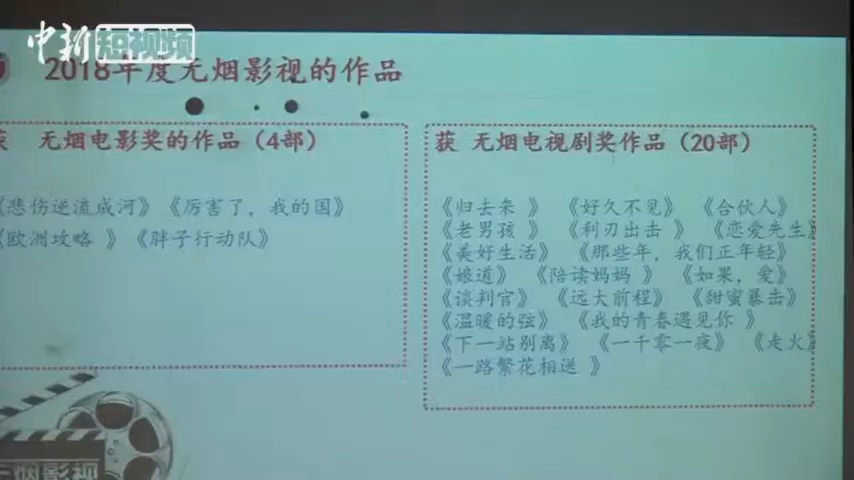 中新短视频
2018年度无烟影视的作品
获 无烟电影奖的作品（4部）
《悲伤逆流成河》《厉害了，我的国》
《欧洲攻略 》《胖子行动队》
获 无烟电视剧奖作品（20部）
《归去来 》 《好久不见》 《合伙人》
《老男孩 》 《利刃出击 》 《恋爱先生》
《美好生活》 《那些年，我们正年轻》
《娘道》 《陪读妈妈 》 《如果，爱》
《谈判官》 《远大前程》 《甜蜜暴击》
《温暖的弦》 《我的青春遇见你 》
《下一站别离》 《一千零一夜》 《走火》
《一路繁花相送 》
无烟影视